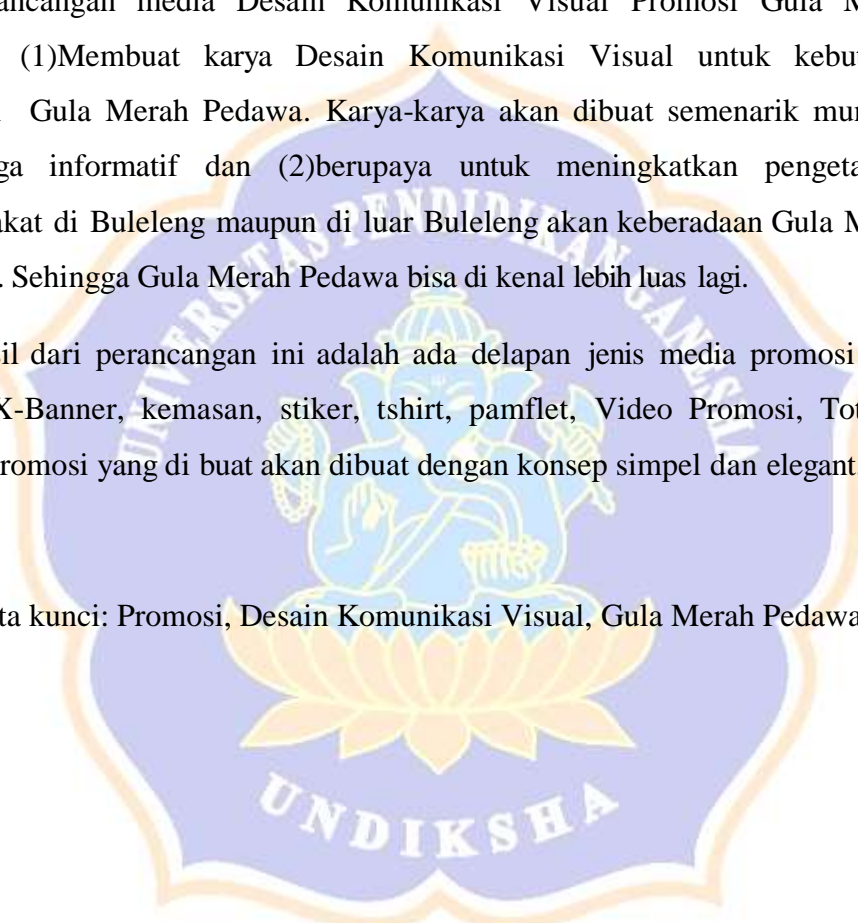 ancangan media Desain Komunikasi Visual Promosi Gula M
(1)Membuat karya Desain Komunikasi Visual untuk kebut
Gula Merah Pedawa. Karya-karya akan dibuat semenarik mun
ga informatif dan (2)berupaya untuk meningkatkan pengeta
akat di Buleleng maupun di luar Buleleng akan keberadaan Gula M
. Sehingga Gula Merah Pedawa bisa di kenal lebih luas lagi.
il dari perancangan ini adalah ada delapan jenis media promosi
X-Banner, kemasan, stiker, tshirt, pamflet, Video Promosi, Tot
romosi yang di buat akan dibuat dengan konsep simpel dan elegant.
ta kunci: Promosi, Desain Komunikasi Visual, Gula Merah Pedawa
UNIVERSITAS PENDIDIKAN GANESHA
UNDIKSHA